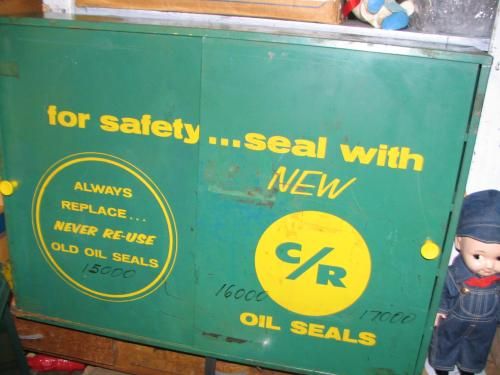 for safety...seal with
NEW
ALWAYS
REPLACE...
NEVER RE-USE
OLD OIL SEALS
15000
C/R
16000
17000
OIL SEALS